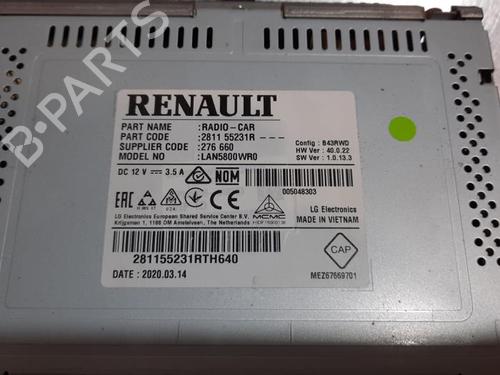 RENAULT
PART NAME : RADIO-CAR
PART CODE : 2811 55231R - - -
SUPPLIER CODE : 276 660
MODEL NO : LAN5800WR0
Config : B43RWD
HW Ver : 40.0.22
SW Ver : 1.0.13.3
DC 12 V 3.5 A
NOM
005048303
EAC
CE
MCMC
LG Electronics European Shared Service Center B.V.
Krijgsman 1, 1186 DM Amstelveen, The Netherlands
LG Electronics
MADE IN VIETNAM
281155231RTH640
DATE : 2020.03.14
CAP
MEZ67669701